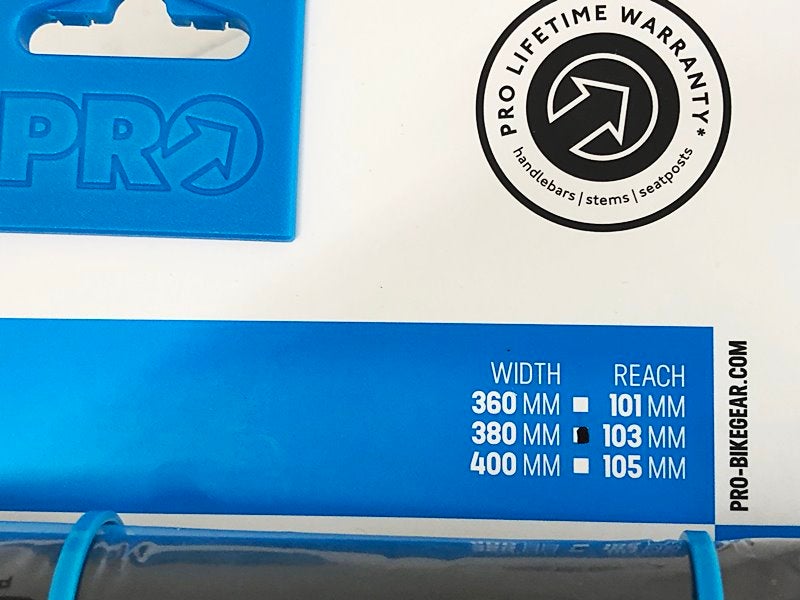 PRO
PRO LIFETIME WARRANTY*
handlebars | stems | seatposts
WIDTH REACH
360 MM 101 MM
380 MM 103 MM
400 MM 105 MM
PRO-BIKEGEAR.COM